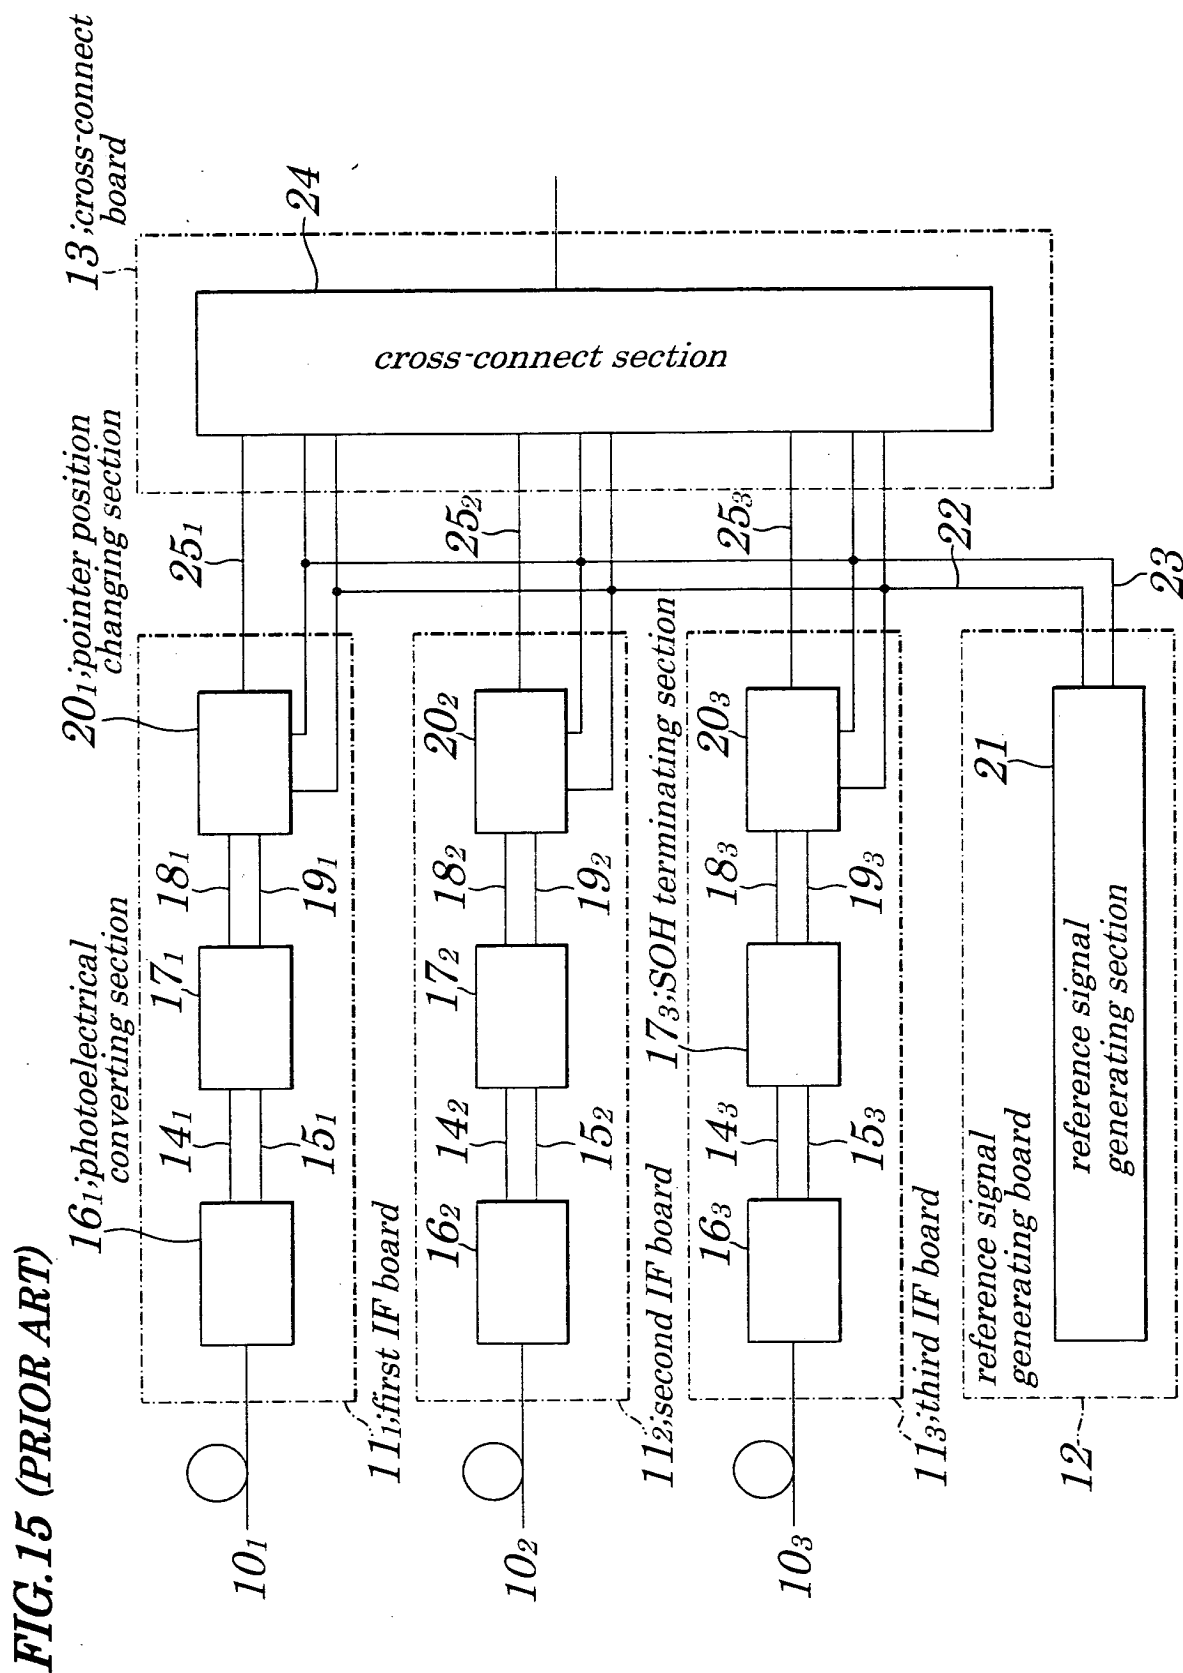 FIG.15 (PRIOR ART)
16₁;photoelectrical
converting section
20₁;pointer position
changing section
13;cross-connect
board
14₁
17₁
18₁
25₁
24
15₁
19₁
10₁
11₁;first IF board
cross-connect section
16₂
14₂
17₂
18₂
20₂
25₂
15₂
19₂
10₂
11₂;second IF board
17₃;SOH terminating section
16₃
14₃
18₃
20₃
25₃
15₃
19₃
10₃
11₃;third IF board
22
reference signal
generating board
21
23
reference signal
generating section
12